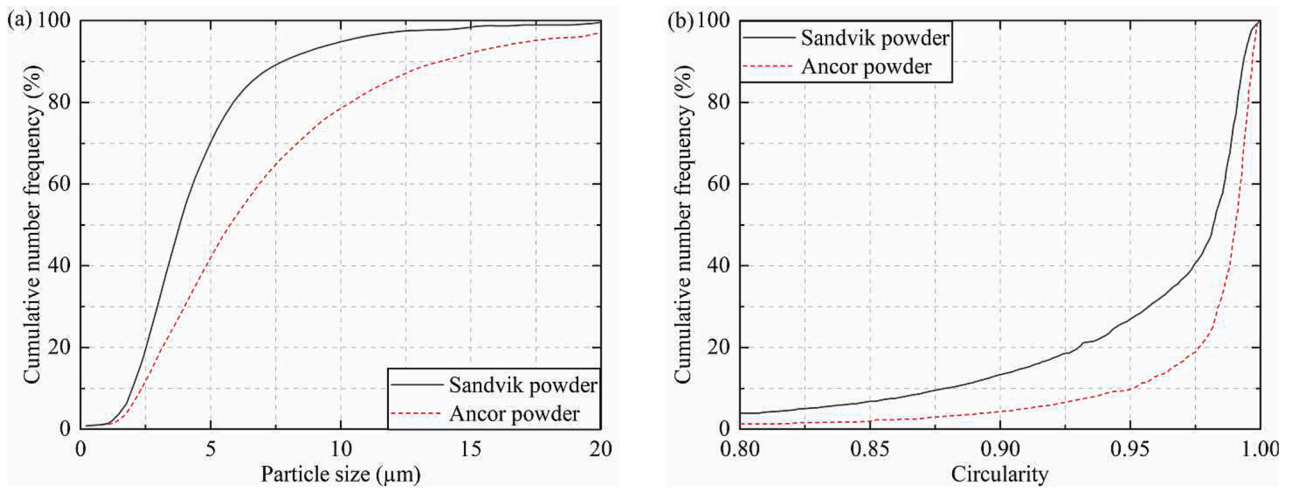 (a)
100
80
60
40
20
0
Cumulative number frequency (%)
Sandvik powder
Ancor powder
0 5 10 15 20
Particle size (µm)
(b)
100
80
60
40
20
0
Cumulative number frequency (%)
Sandvik powder
Ancor powder
0.80 0.85 0.90 0.95 1.00
Circularity